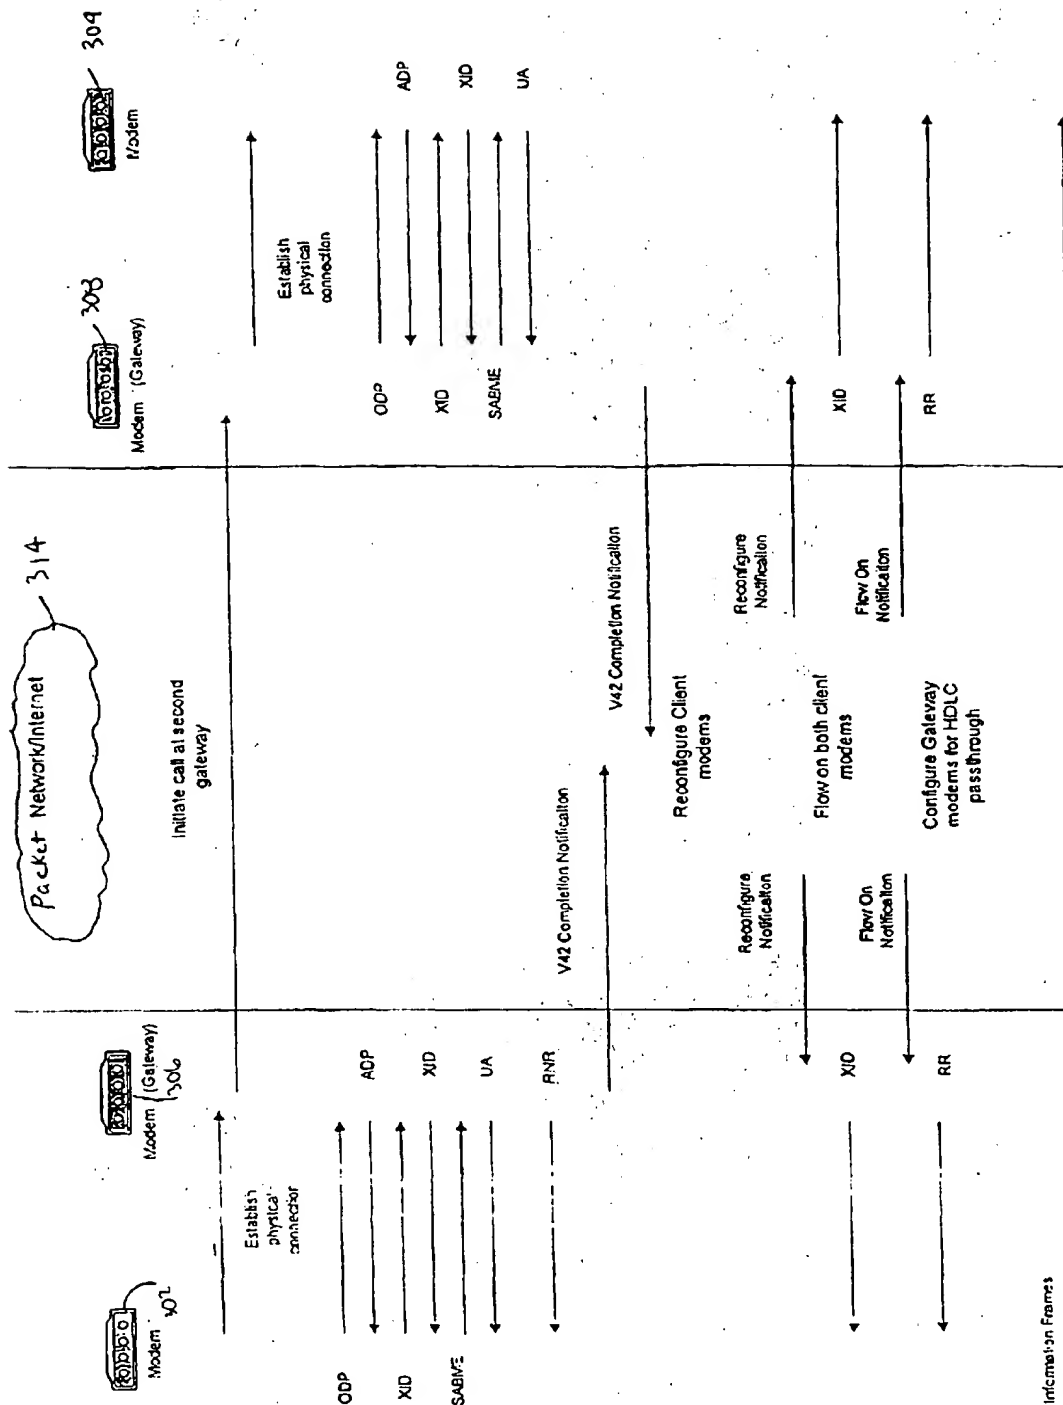 Packet Network/Internet
314
Modem
302
Modem (Gateway)
306
Modem (Gateway)
308
Modem
304
Initiate call at second
gateway
Establish
physical
connection
Establish
physical
connection
ODP
ADP
XID
XID
SABME
UA
RNR
ODP
ADP
XID
XID
SABME
UA
V42 Completion Notification
V42 Completion Notification
Reconfigure Client
modems
Reconfigure
Notification
Reconfigure
Notification
Flow on both client
modems
XID
XID
Flow On
Notification
Flow On
Notification
Configure Gateway
modems for HDLC
passthrough
RR
RR
Information Frames